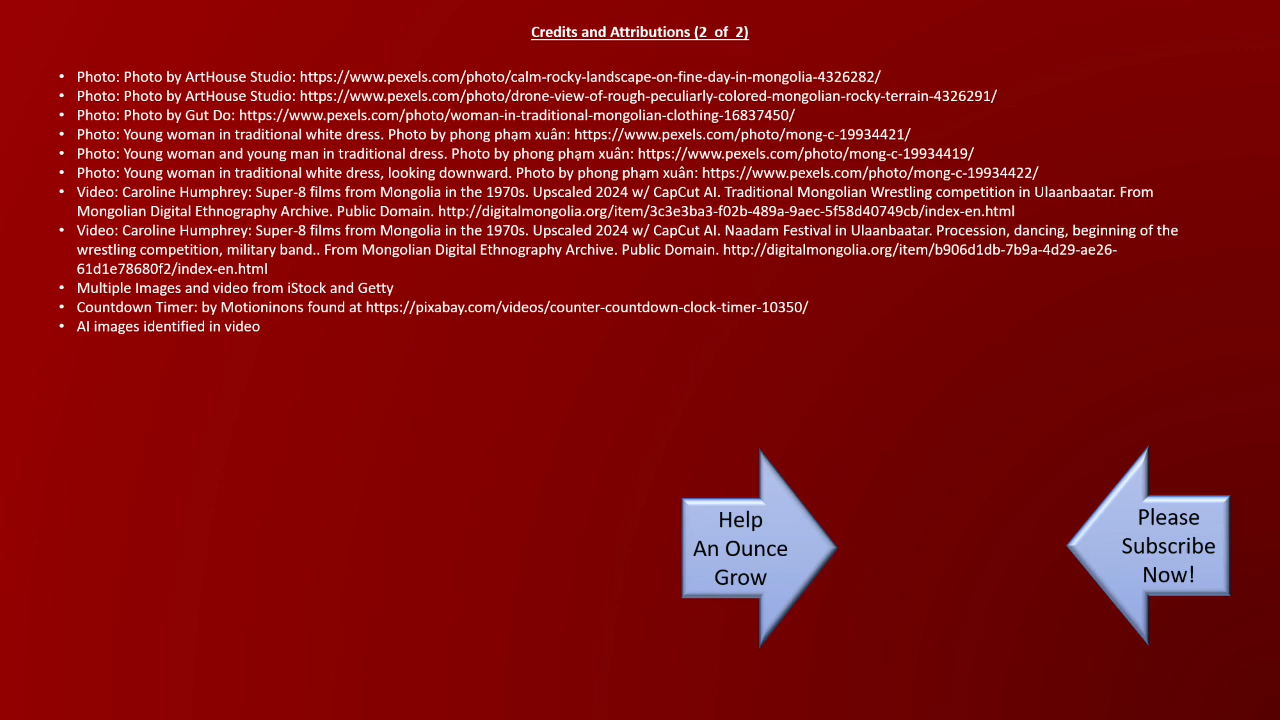 Credits and Attributions (2 of 2)
• Photo: Photo by ArtHouse Studio: https://www.pexels.com/photo/calm-rocky-landscape-on-fine-day-in-mongolia-4326282/
• Photo: Photo by ArtHouse Studio: https://www.pexels.com/photo/drone-view-of-rough-peculiarly-colored-mongolian-rocky-terrain-4326291/
• Photo: Photo by Gut Do: https://www.pexels.com/photo/woman-in-traditional-mongolian-clothing-16837450/
• Photo: Young woman in traditional white dress. Photo by phong phạm xuân: https://www.pexels.com/photo/mong-c-19934421/
• Photo: Young woman and young man in traditional dress. Photo by phong phạm xuân: https://www.pexels.com/photo/mong-c-19934419/
• Photo: Young woman in traditional white dress, looking downward. Photo by phong phạm xuân: https://www.pexels.com/photo/mong-c-19934422/
• Video: Caroline Humphrey: Super-8 films from Mongolia in the 1970s. Upscaled 2024 w/ CapCut AI. Traditional Mongolian Wrestling competition in Ulaanbaatar. From
Mongolian Digital Ethnography Archive. Public Domain. http://digitalmongolia.org/item/3c3e3ba3-f02b-489a-9aec-5f58d40749cb/index-en.html
• Video: Caroline Humphrey: Super-8 films from Mongolia in the 1970s. Upscaled 2024 w/ CapCut AI. Naadam Festival in Ulaanbaatar. Procession, dancing, beginning of the
wrestling competition, military band.. From Mongolian Digital Ethnography Archive. Public Domain. http://digitalmongolia.org/item/b906d1db-7b9a-4d29-ae26-
61d1e78680f2/index-en.html
• Multiple Images and video from iStock and Getty
• Countdown Timer: by Motioninons found at https://pixabay.com/videos/counter-countdown-clock-timer-10350/
• AI images identified in video
Help
An Ounce
Grow
Please
Subscribe
Now!